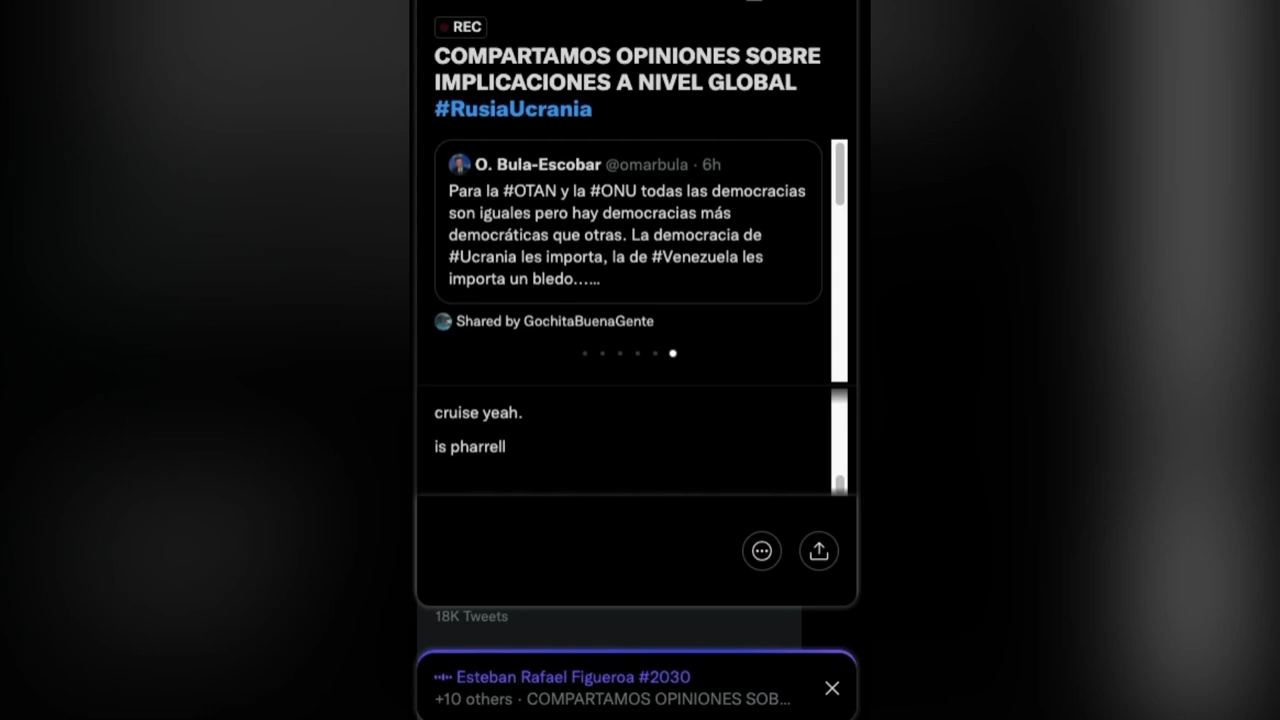 REC
COMPARTAMOS OPINIONES SOBRE
IMPLICACIONES A NIVEL GLOBAL
#RusiaUcrania
O. Bula-Escobar @omarbula · 6h
Para la #OTAN y la #ONU todas las democracias
son iguales pero hay democracias más
democráticas que otras. La democracia de
#Ucrania les importa, la de #Venezuela les
importa un bledo......
Shared by GochitaBuenaGente
cruise yeah.
is pharrell
18K Tweets
Esteban Rafael Figueroa #2030
+10 others · COMPARTAMOS OPINIONES SOB...